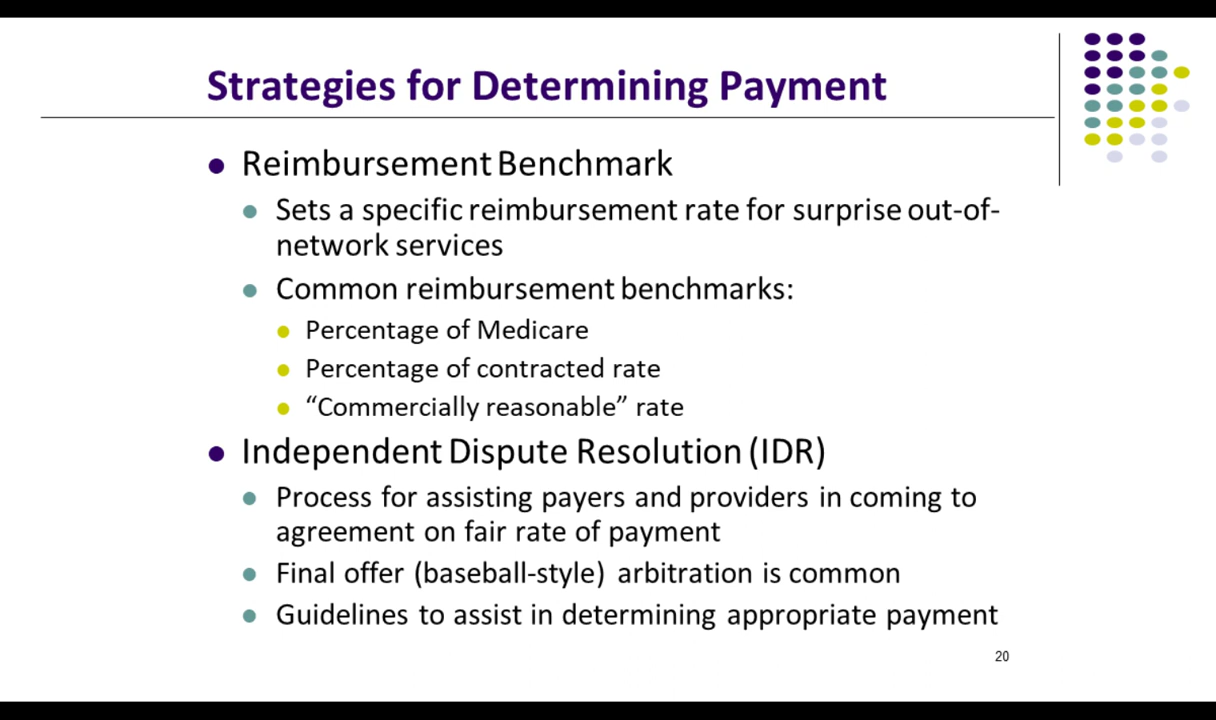 Strategies for Determining Payment
Reimbursement Benchmark
Sets a specific reimbursement rate for surprise out-of-
network services
Common reimbursement benchmarks:
Percentage of Medicare
Percentage of contracted rate
“Commercially reasonable” rate
Independent Dispute Resolution (IDR)
Process for assisting payers and providers in coming to
agreement on fair rate of payment
Final offer (baseball-style) arbitration is common
Guidelines to assist in determining appropriate payment
20